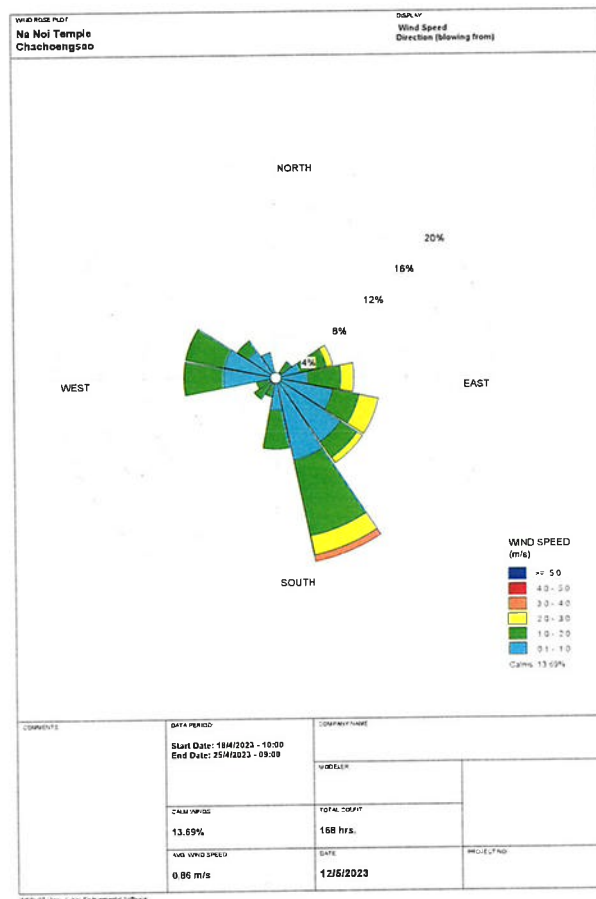 WIND ROSE PLOT
Na Noi Temple
Chachoengsao
DISPLAY
Wind Speed
Direction (blowing from)
NORTH
20%
16%
12%
8%
4%
WEST
EAST
SOUTH
WIND SPEED
(m/s)
>= 5.0
4.0 - 5.0
3.0 - 4.0
2.0 - 3.0
1.0 - 2.0
0.1 - 1.0
Calms: 13.69%
COMMENTS
DATA PERIOD:
Start Date: 18/4/2023 - 10:00
End Date: 25/4/2023 - 09:00
COMPANY NAME
MODELER
CALM WINDS
13.69%
TOTAL COUNT
168 hrs.
AVG. WIND SPEED
0.86 m/s
DATE
12/5/2023
PROJECT NO